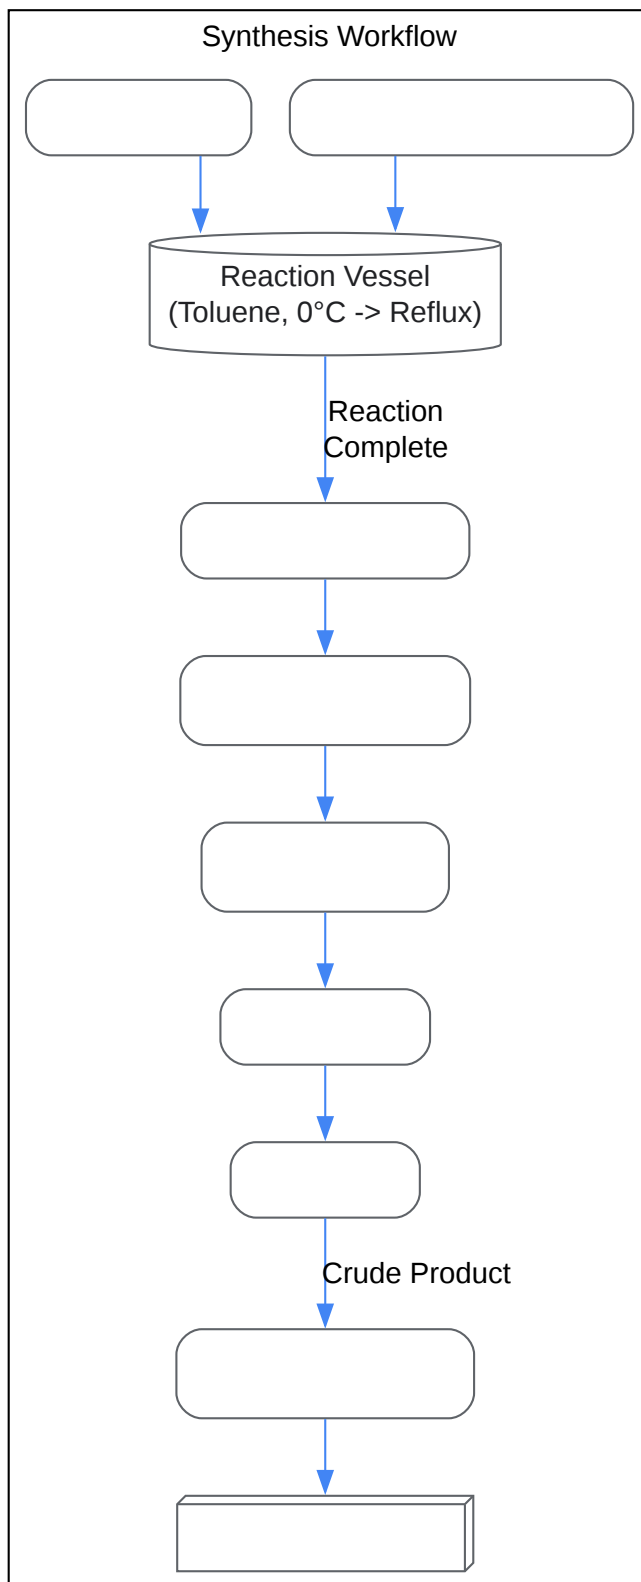 Synthesis Workflow
Reaction Vessel
(Toluene, 0°C -> Reflux)
Reaction
Complete
Crude Product